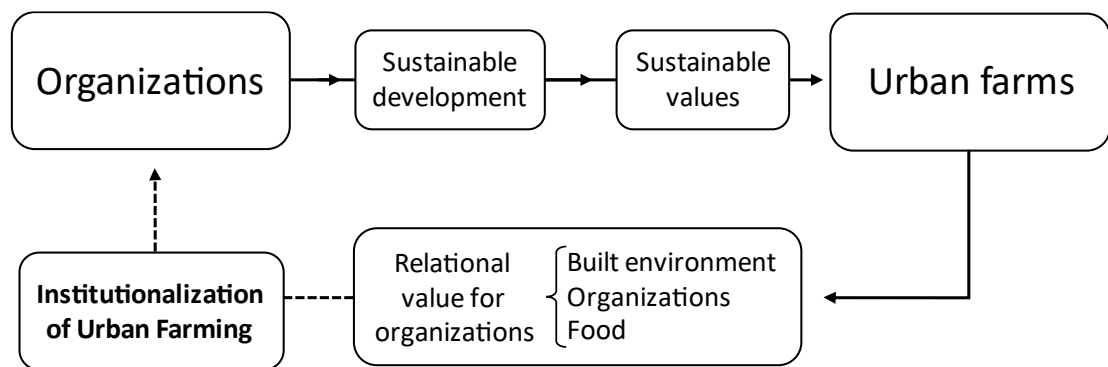 Organizations
Sustainable
development
Sustainable
values
Urban farms
Institutionalization
of Urban Farming
Relational
value for
organizations
Built environment
Organizations
Food